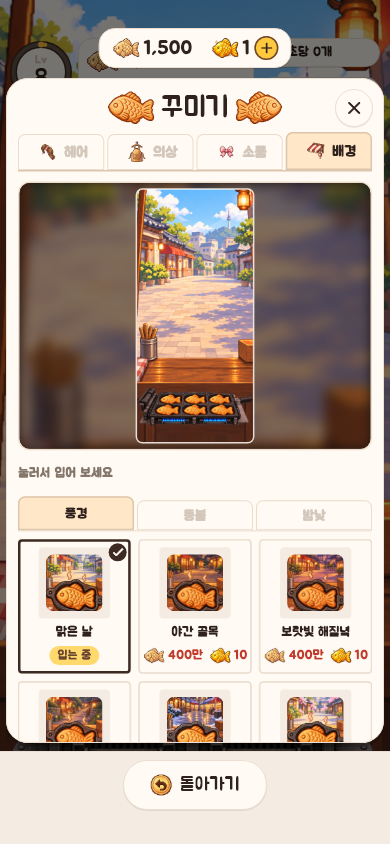 1,500 1
Lv
초당 0개
꾸미기
헤어 의상 소품 배경
눌러서 입어 보세요
풍경 동볼 밤낮
맑은 날
입는 중
야간 골목
400만 10
보랏빛 해질녘
400만 10
돌아가기